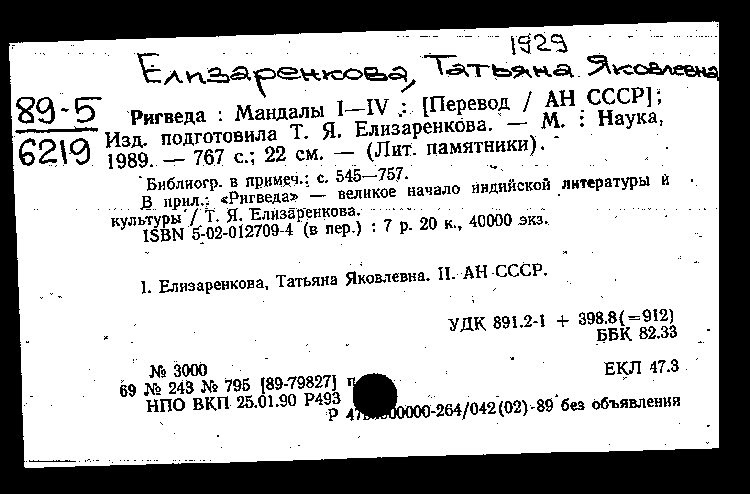 1929
Елизаренкова, Татьяна Яковлевна
89-5
6219
Ригведа : Мандалы I—IV : [Перевод / АН СССР];
Изд. подготовила Т. Я. Елизаренкова. — М. : Наука,
1989. — 767 с.; 22 см. — (Лит. памятники).
Библиогр. в примеч.: с. 545—757.
В прил.: «Ригведа» — великое начало индийской литературы и
культуры / Т. Я. Елизаренкова.
ISBN 5-02-012709-4 (в пер.) : 7 р. 20 к., 40000 экз.
I. Елизаренкова, Татьяна Яковлевна. II. АН СССР.
УДК 891.2-1 + 398.8(=912)
ББК 82.33
№ 3000
69 № 243 № 795 [89-79827] п
ЕКЛ 47.3
НПО ВКП 25.01.90 Р493
Р 000000-264/042(02)-89 без объявления